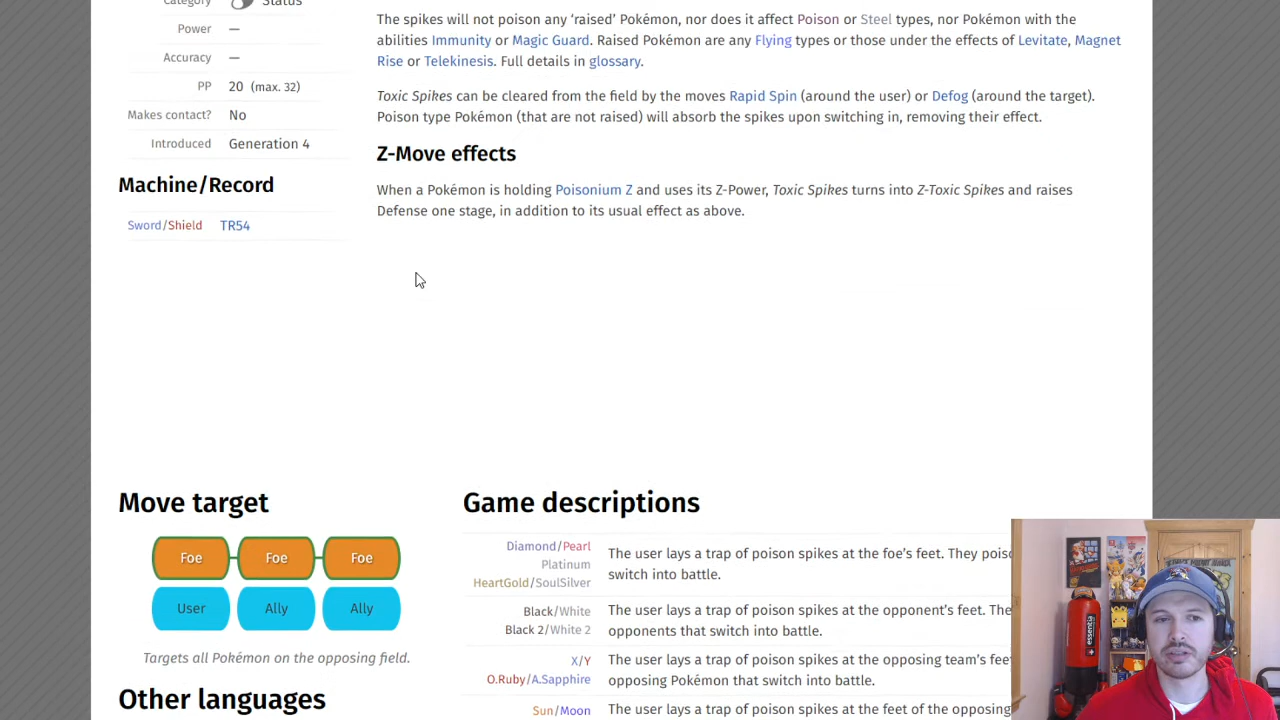 Category Status
Power —
Accuracy —
PP 20 (max. 32)
Makes contact? No
Introduced Generation 4
Machine/Record
Sword/Shield TR54
The spikes will not poison any ‘raised’ Pokémon, nor does it affect Poison or Steel types, nor Pokémon with the
abilities Immunity or Magic Guard. Raised Pokémon are any Flying types or those under the effects of Levitate, Magnet
Rise or Telekinesis. Full details in glossary.
Toxic Spikes can be cleared from the field by the moves Rapid Spin (around the user) or Defog (around the target).
Poison type Pokémon (that are not raised) will absorb the spikes upon switching in, removing their effect.
Z-Move effects
When a Pokémon is holding Poisonium Z and uses its Z-Power, Toxic Spikes turns into Z-Toxic Spikes and raises
Defense one stage, in addition to its usual effect as above.
Move target
Foe Foe Foe
User Ally Ally
Targets all Pokémon on the opposing field.
Other languages
Game descriptions
Diamond/Pearl
Platinum
HeartGold/SoulSilver
The user lays a trap of poison spikes at the foe’s feet. They poiso
switch into battle.
Black/White
Black 2/White 2
The user lays a trap of poison spikes at the opponent’s feet. The
opponents that switch into battle.
X/Y
O.Ruby/A.Sapphire
The user lays a trap of poison spikes at the opposing team’s fee
opposing Pokémon that switch into battle.
Sun/Moon
The user lays a trap of poison spikes at the feet of the opposing
essentia